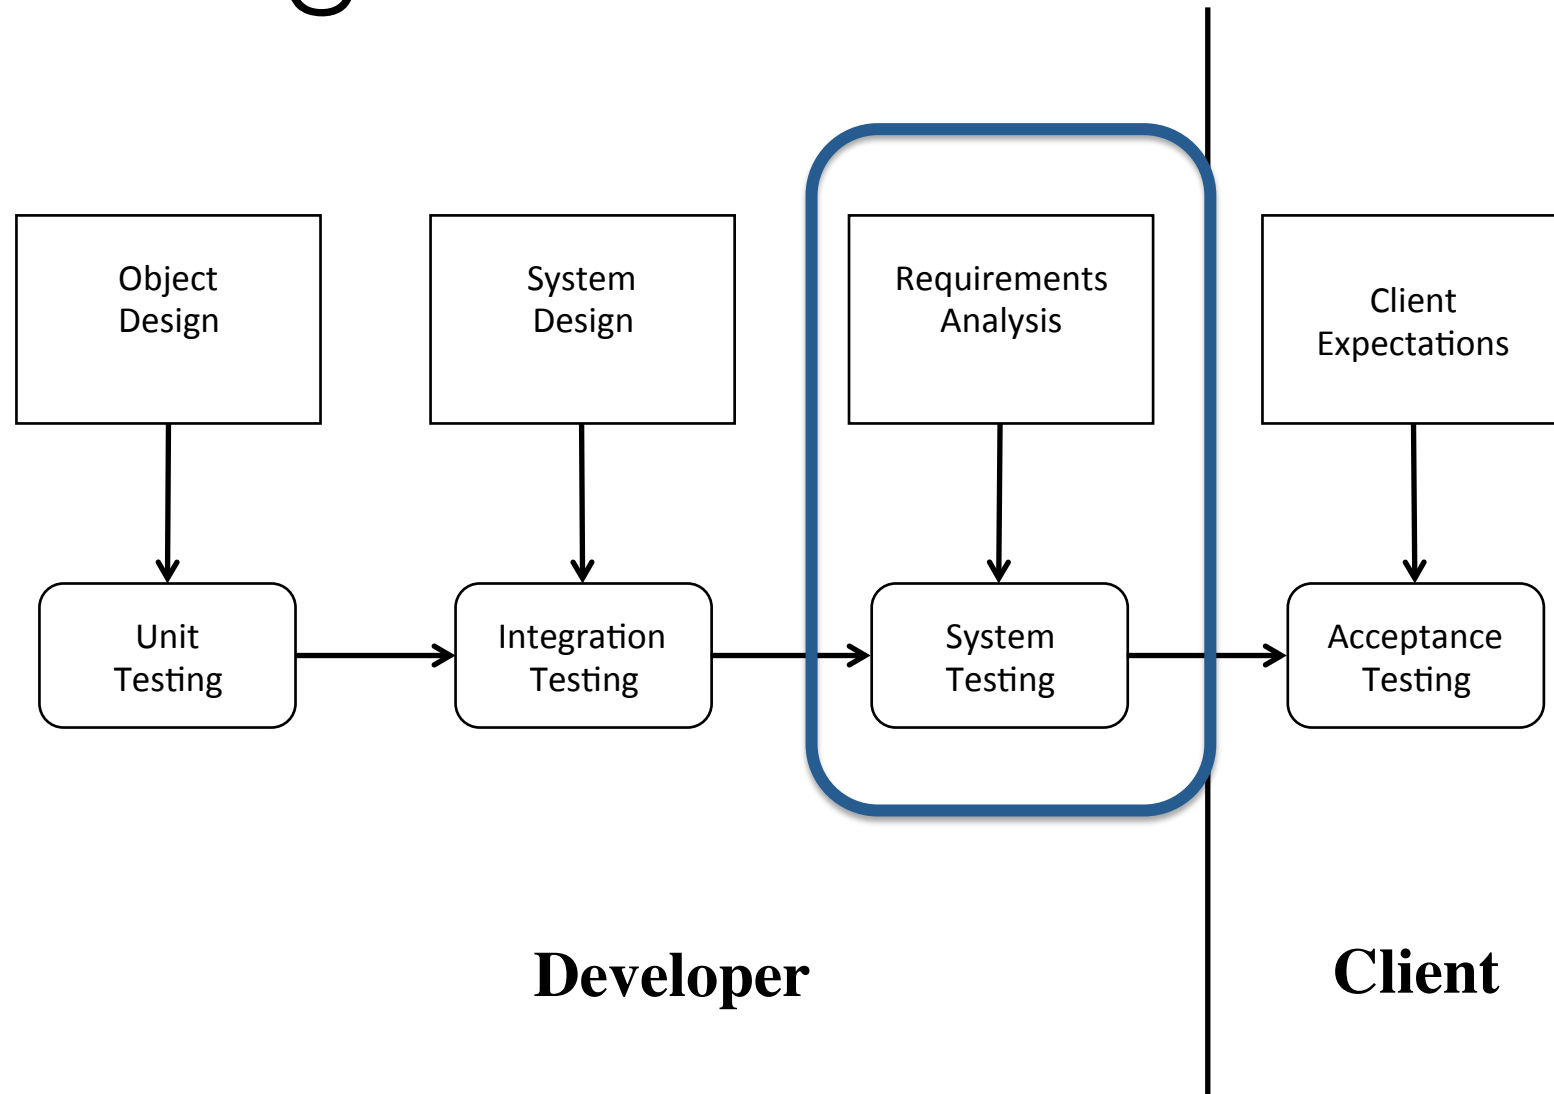 Object
Design
System
Design
Requirements
Analysis
Client
Expectations
Unit
Testing
Integration
Testing
System
Testing
Acceptance
Testing
Developer
Client